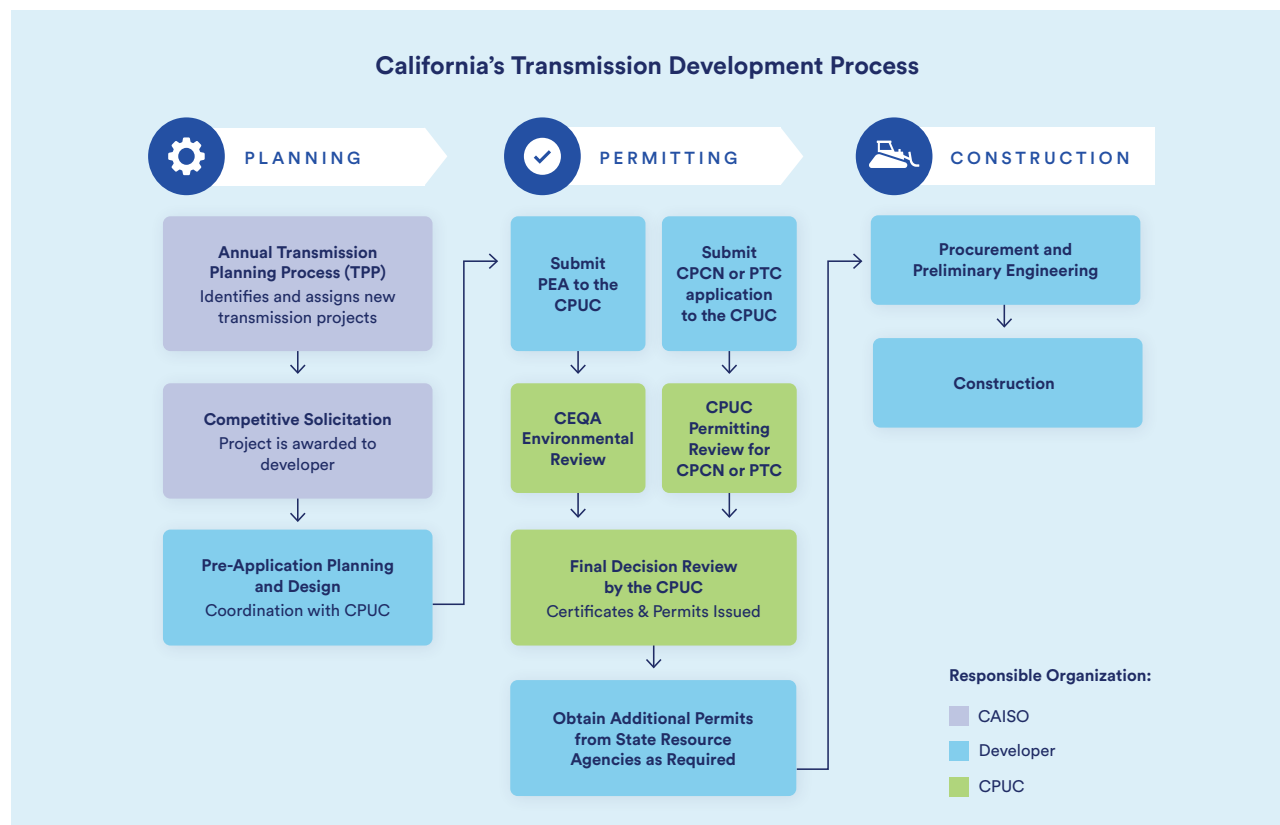 California's Transmission Development Process
PLANNING
Annual Transmission
Planning Process (TPP)
Identifies and assigns new
transmission projects
Competitive Solicitation
Project is awarded to
developer
Pre-Application Planning
and Design
Coordination with CPUC
PERMITTING
Submit
PEA to the
CPUC
Submit
CPCN or PTC
application
to the CPUC
CEQA
Environmental
Review
CPUC
Permitting
Review for
CPCN or PTC
Final Decision Review
by the CPUC
Certificates & Permits Issued
Obtain Additional Permits
from State Resource
Agencies as Required
CONSTRUCTION
Procurement and
Preliminary Engineering
Construction
Responsible Organization:
CAISO
Developer
CPUC